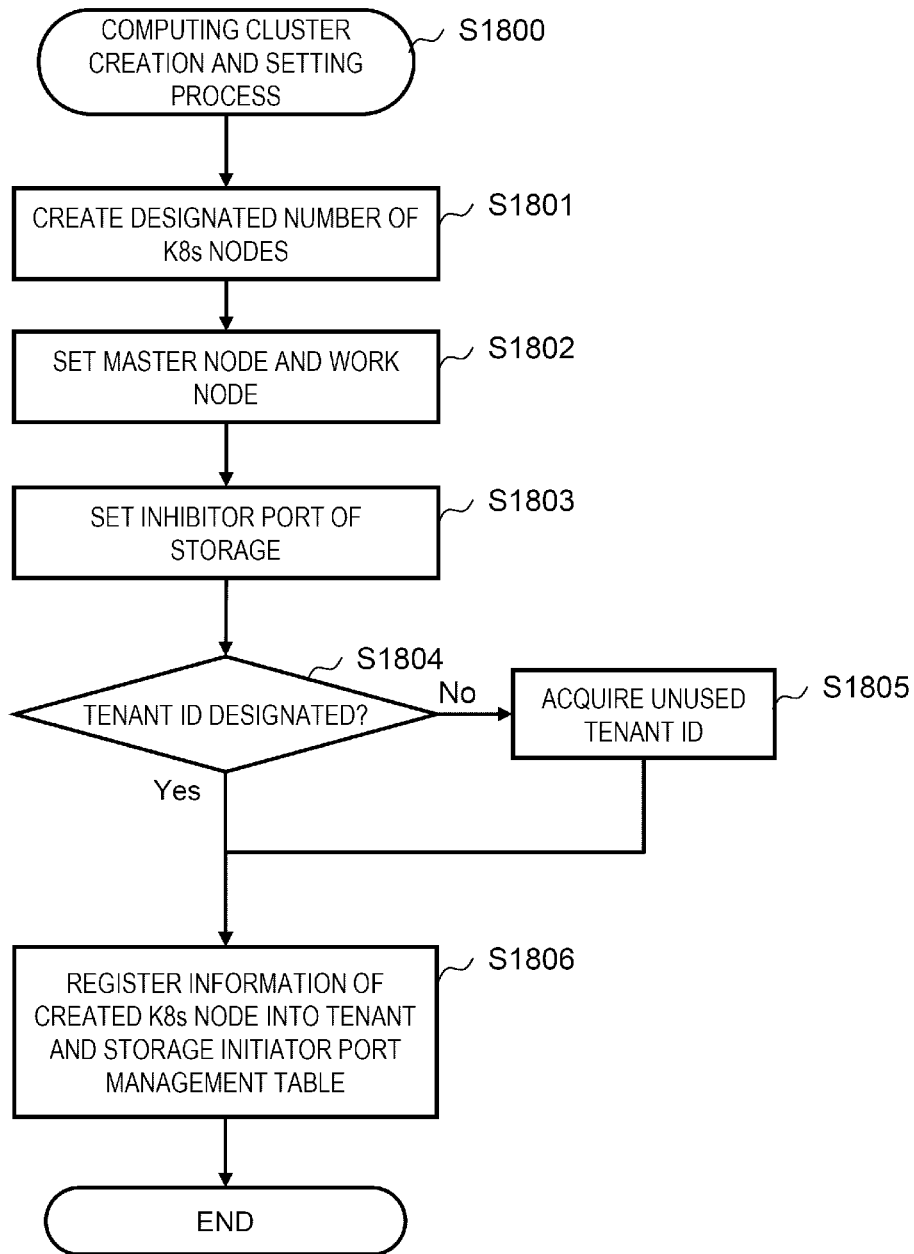 COMPUTING CLUSTER
CREATION AND SETTING
PROCESS
S1800
CREATE DESIGNATED NUMBER OF
K8s NODES
S1801
SET MASTER NODE AND WORK
NODE
S1802
SET INHIBITOR PORT OF
STORAGE
S1803
TENANT ID DESIGNATED?
S1804
No
ACQUIRE UNUSED
TENANT ID
S1805
Yes
REGISTER INFORMATION OF
CREATED K8s NODE INTO TENANT
AND STORAGE INITIATOR PORT
MANAGEMENT TABLE
S1806
END